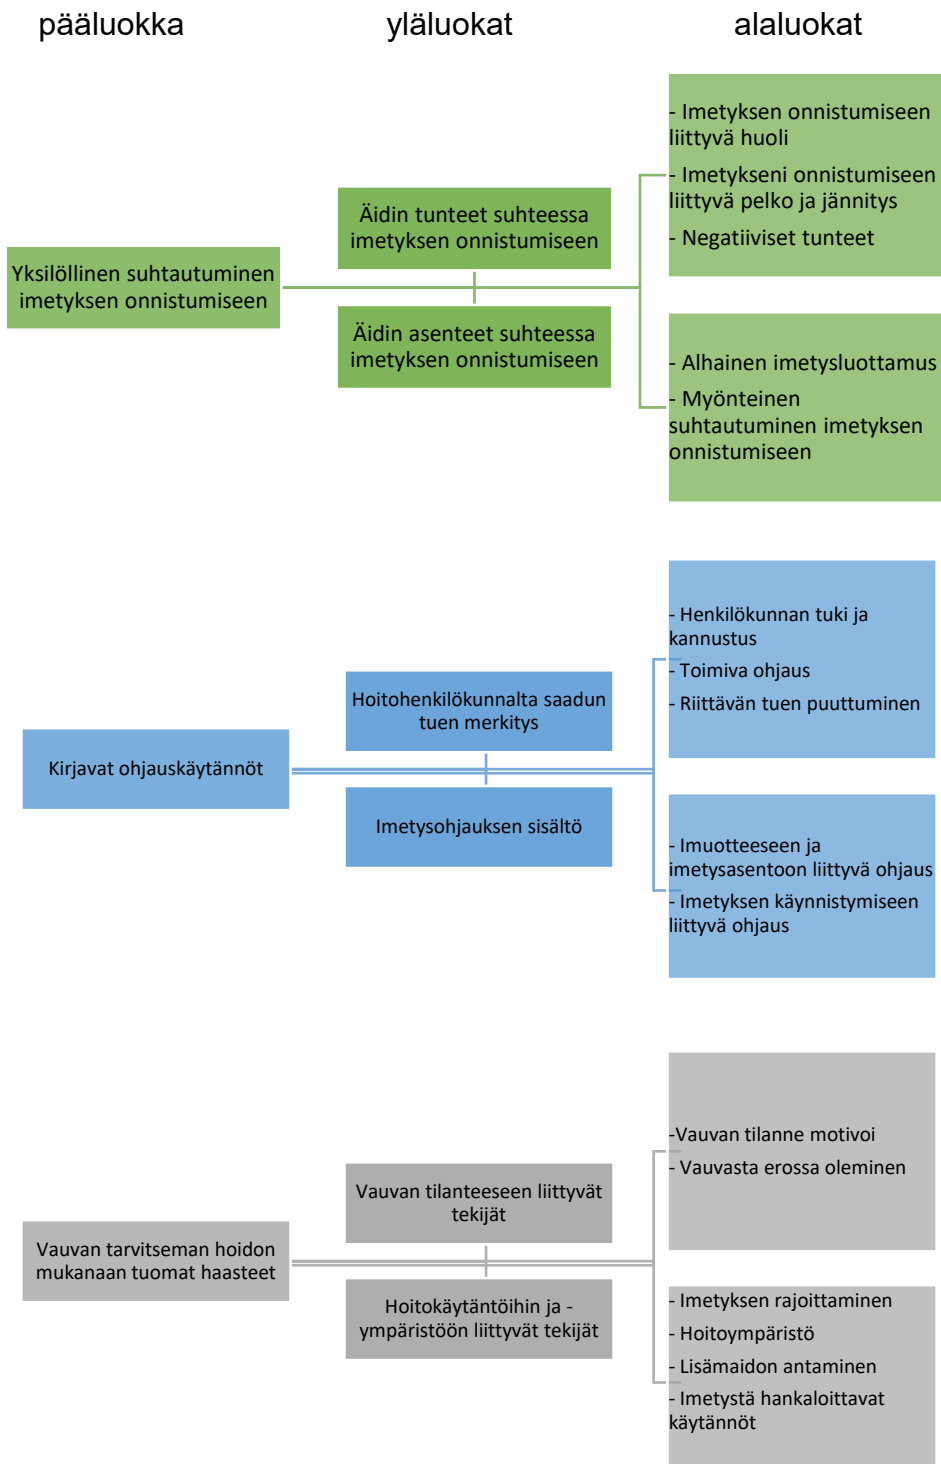 pääluokka
yläluokat
alaluokat
Yksilöllinen suhtautuminen
imetyksen onnistumiseen
Äidin tunteet suhteessa
imetyksen onnistumiseen
Äidin asenteet suhteessa
imetyksen onnistumiseen
- Imetyksen onnistumiseen
liittyvä huoli
- Imetykseni onnistumiseen
liittyvä pelko ja jännitys
- Negatiiviset tunteet
- Alhainen imetysluottamus
- Myönteinen
suhtautuminen imetyksen
onnistumiseen
Kirjavat ohjauskäytännöt
Hoitohenkilökunnalta saadun
tuen merkitys
Imetysohjauksen sisältö
- Henkilökunnan tuki ja
kannustus
- Toimiva ohjaus
- Riittävän tuen puuttuminen
- Imuotteeseen ja
imetysasentoon liittyvä ohjaus
- Imetyksen käynnistymiseen
liittyvä ohjaus
Vauvan tarvitseman hoidon
mukanaan tuomat haasteet
Vauvan tilanteeseen liittyvät
tekijät
Hoitokäytäntöihin ja -
ympäristöön liittyvät tekijät
-Vauvan tilanne motivoi
- Vauvasta erossa oleminen
- Imetyksen rajoittaminen
- Hoitoympäristö
- Lisämaidon antaminen
- Imetystä hankaloittavat
käytännöt